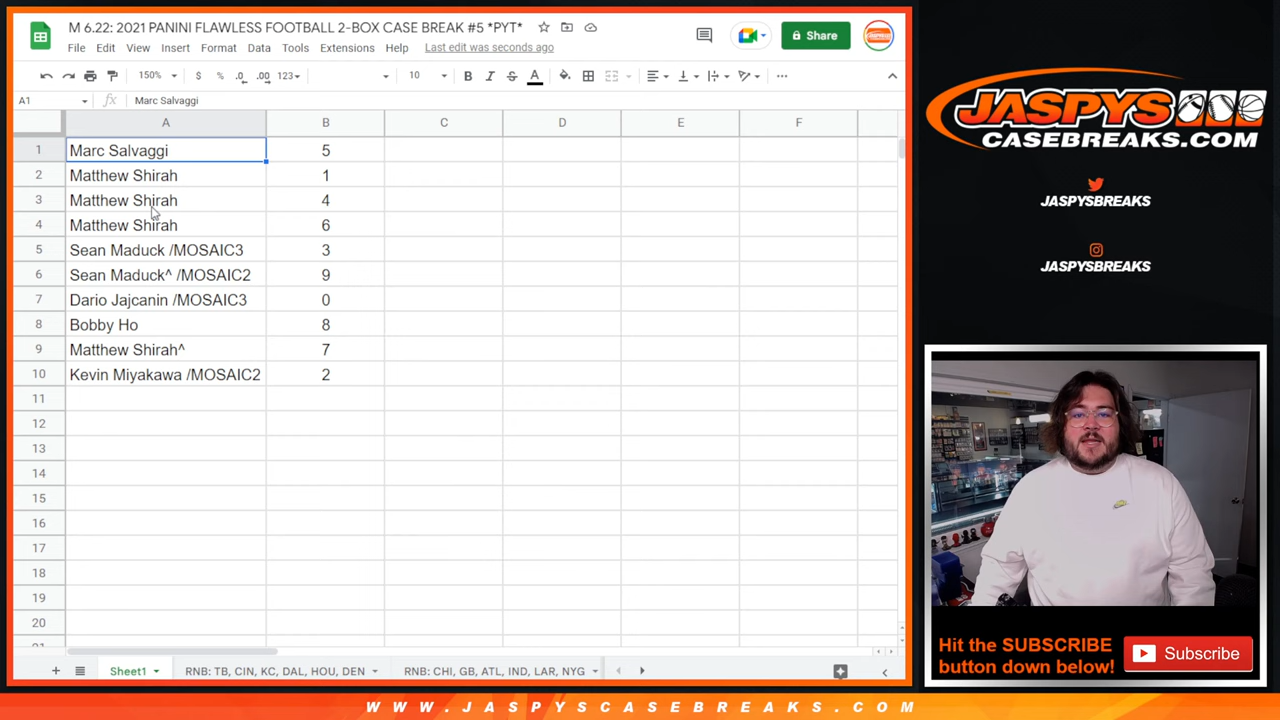 M 6.22: 2021 PANINI FLAWLESS FOOTBALL 2-BOX CASE BREAK #5 *PYT*
File Edit View Insert Format Data Tools Extensions Help Last edit was seconds ago
Share
150% $ % .0 .00 123 10 B I S A
A1 fx Marc Salvaggi
A B C D E F
1 Marc Salvaggi 5
2 Matthew Shirah 1
3 Matthew Shirah 4
4 Matthew Shirah 6
5 Sean Maduck /MOSAIC3 3
6 Sean Maduck^ /MOSAIC2 9
7 Dario Jajcanin /MOSAIC3 0
8 Bobby Ho 8
9 Matthew Shirah^ 7
10 Kevin Miyakawa /MOSAIC2 2
11
12
13
14
15
16
17
18
19
20
21
Sheet1 RNB: TB, CIN, KC, DAL, HOU, DEN RNB: CHI, GB, ATL, IND, LAR, NYG
JASPYS
CASEBREAKS.COM
JASPYSBREAKS
JASPYSBREAKS
Hit the SUBSCRIBE
button down below!
Subscribe
WWW.JASPYSCASEBREAKS.COM